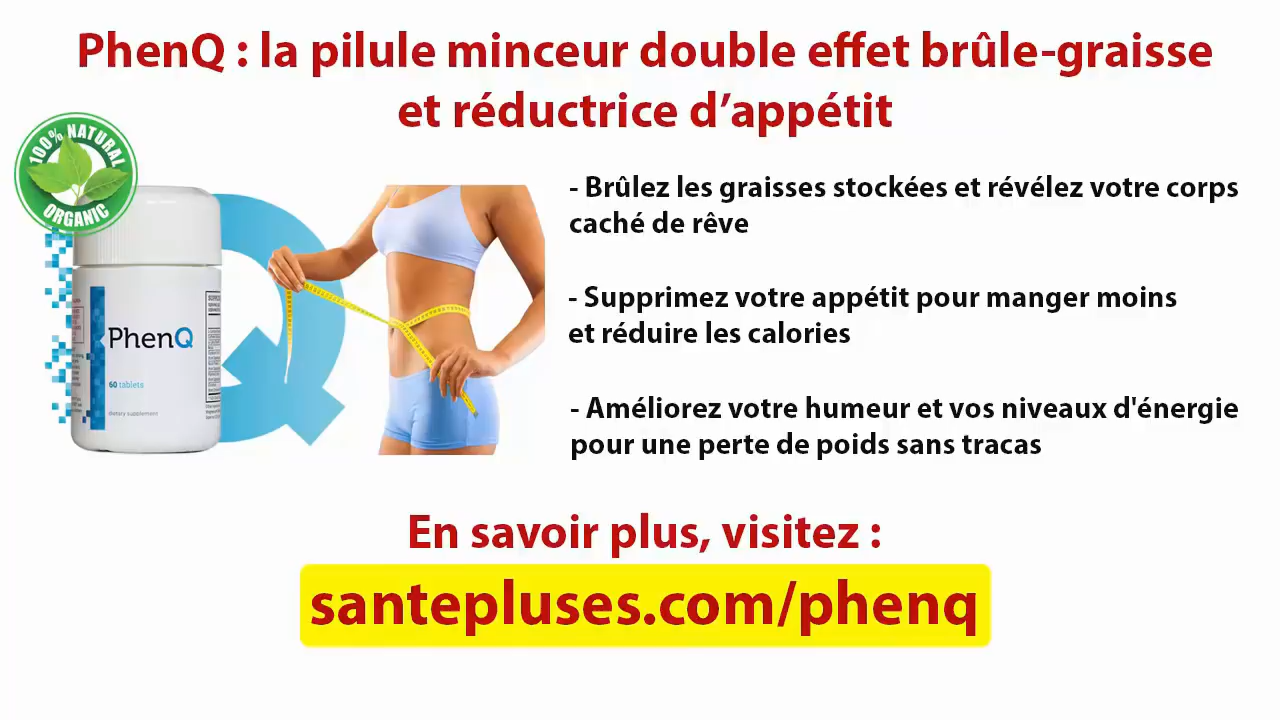 PhenQ : la pilule minceur double effet brûle-graisse
et réductrice d’appétit
100% NATURAL
ORGANIC
PhenQ
60 tablets
dietary supplement
- Brûlez les graisses stockées et révélez votre corps
caché de rêve
- Supprimez votre appétit pour manger moins
et réduire les calories
- Améliorez votre humeur et vos niveaux d'énergie
pour une perte de poids sans tracas
En savoir plus, visitez :
santepluses.com/phenq